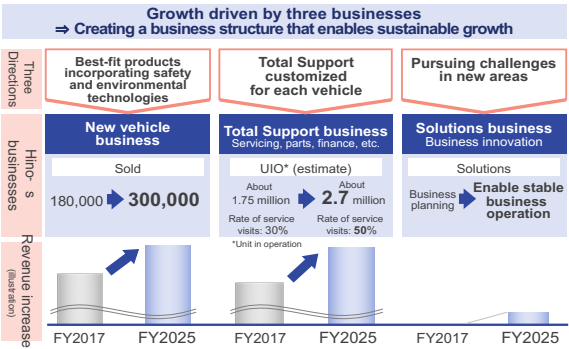 Growth driven by three businesses
⇒ Creating a business structure that enables sustainable growth
Three
Directions
Best-fit products
incorporating safety
and environmental
technologies
Total Support
customized
for each vehicle
Pursuing challenges
in new areas
Hino- s
businesses
New vehicle
business
Sold
180,000
300,000
Total Support business
Servicing, parts, finance, etc.
UIO* (estimate)
About
1.75 million
About
2.7 million
Rate of service
visits: 30%
Rate of service
visits: 50%
*Unit in operation
Solutions business
Business innovation
Solutions
Business
planning
Enable stable
business
operation
Revenue increase
(illustration)
FY2017
FY2025
FY2017
FY2025
FY2017
FY2025